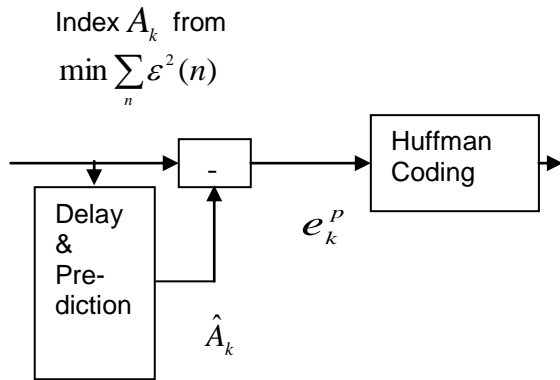 Index A_k from
min ∑_n ε²(n)
-
Huffman
Coding
Delay
&
Pre-
diction
e_k^p
Â_k